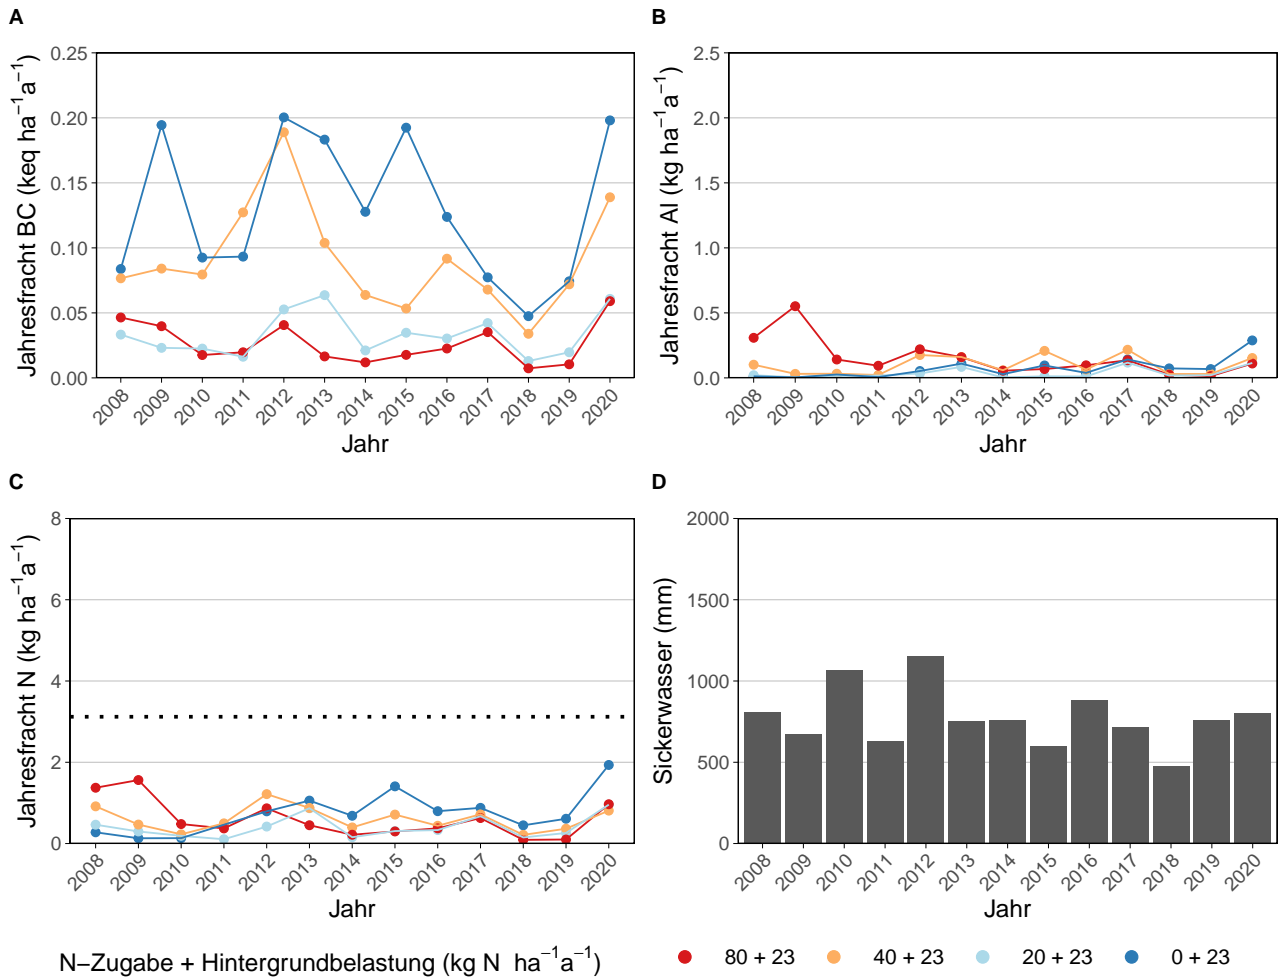 A
Jahresfracht BC (keq ha⁻¹a⁻¹)
0.25
0.20
0.15
0.10
0.05
0.00
2008 2009 2010 2011 2012 2013 2014 2015 2016 2017 2018 2019 2020
Jahr
B
Jahresfracht Al (kg ha⁻¹a⁻¹)
2.5
2.0
1.5
1.0
0.5
0.0
2008 2009 2010 2011 2012 2013 2014 2015 2016 2017 2018 2019 2020
Jahr
C
Jahresfracht N (kg ha⁻¹a⁻¹)
8
6
4
2
0
2008 2009 2010 2011 2012 2013 2014 2015 2016 2017 2018 2019 2020
Jahr
D
Sickerwasser (mm)
2000
1500
1000
500
0
2008 2009 2010 2011 2012 2013 2014 2015 2016 2017 2018 2019 2020
Jahr
N−Zugabe + Hintergrundbelastung (kg N ha⁻¹a⁻¹) 80 + 23 40 + 23 20 + 23 0 + 23